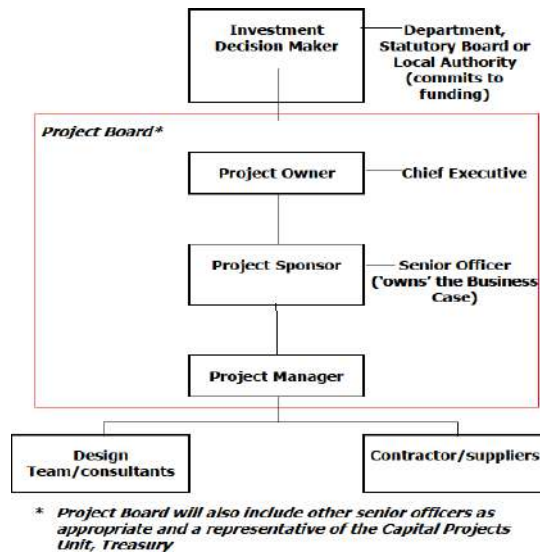 Investment
Decision Maker
Department,
Statutory Board or
Local Authority
(commits to
funding)
Project Board*
Project Owner
Chief Executive
Project Sponsor
Senior Officer
('owns' the Business
Case)
Project Manager
Design
Team/consultants
Contractor/suppliers
* Project Board will also include other senior officers as
appropriate and a representative of the Capital Projects
Unit, Treasury